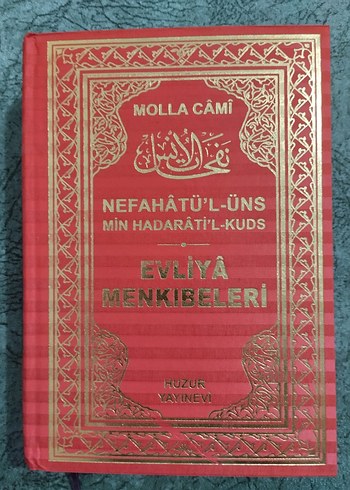 MOLLA CÂMÎ
نفحات الانس
NEFAHÂTÜ'L-ÜNS
MİN HADARÂTİ'L-KUDS
EVLİYÂ
MENKIBELERİ
HUZUR
YAYINEVİ